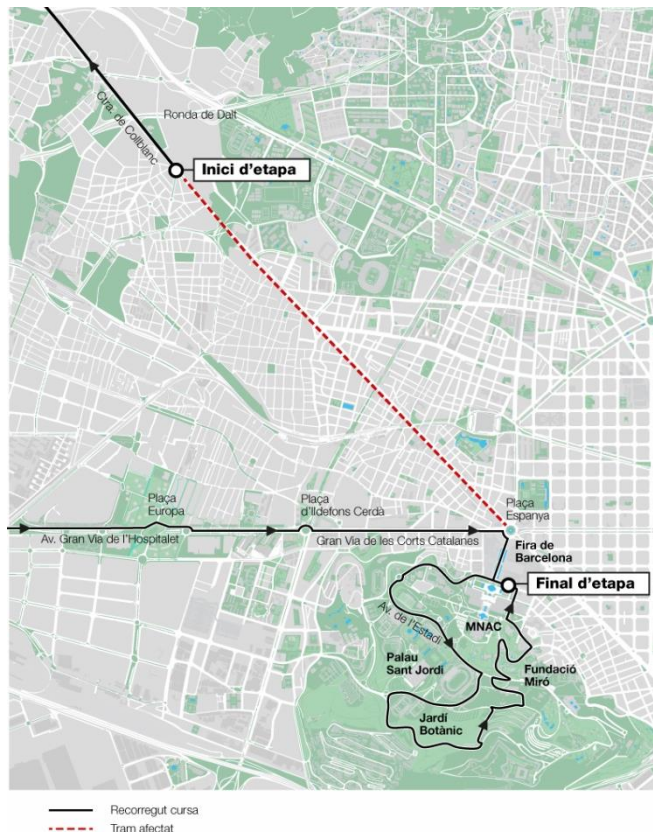 Ronda de Dalt
Ctra. de Collblanc
Inici d'etapa
Plaça
Europa
Plaça
d'Ildefons Cerdà
Plaça
Espanya
Av. Gran Via de l'Hospitalet
Gran Via de les Corts Catalanes
Fira de
Barcelona
Final d'etapa
Av. de l'Estadi
MNAC
Palau
Sant Jordi
Fundació
Miró
Jardí
Botànic
Recorregut cursa
Tram afectat